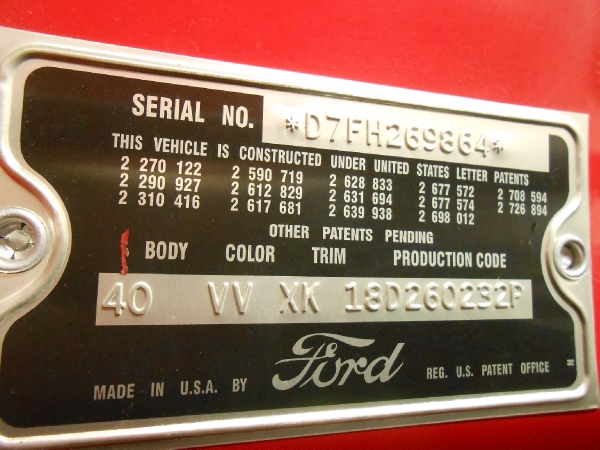 SERIAL NO. *D7FH269864*
THIS VEHICLE IS CONSTRUCTED UNDER UNITED STATES LETTER PATENTS
2 270 122 2 590 719 2 628 833 2 677 572 2 708 594
2 290 927 2 612 829 2 631 694 2 677 574 2 726 894
2 310 416 2 617 681 2 639 938 2 698 012
OTHER PATENTS PENDING
BODY COLOR TRIM PRODUCTION CODE
40 VV XK 18D260232P
MADE IN U.S.A. BY Ford REG. U.S. PATENT OFFICE N